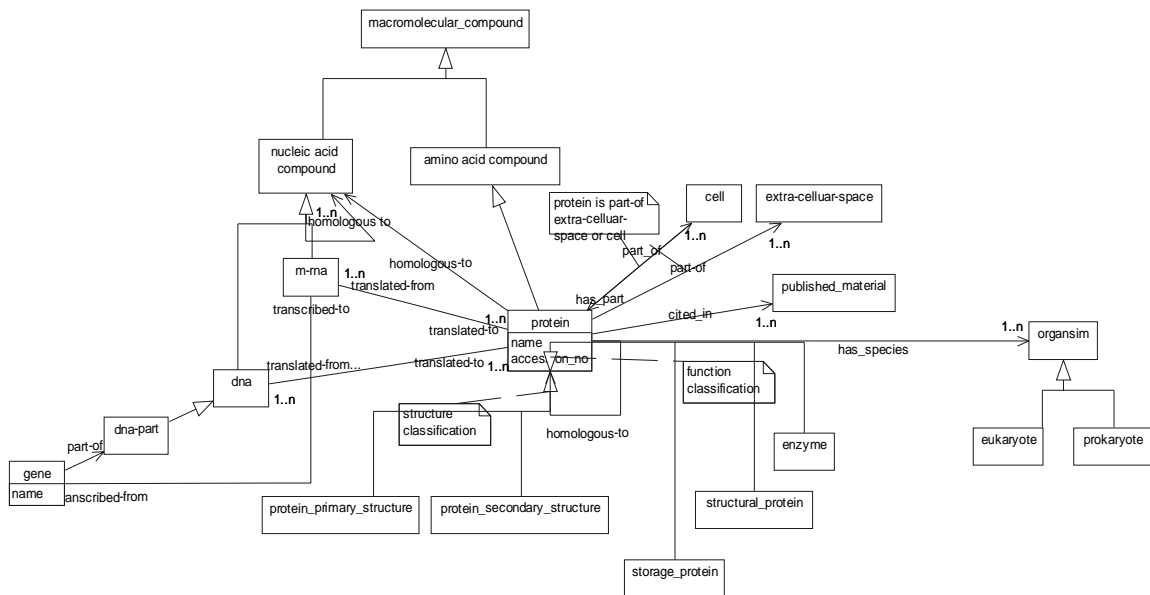 macromolecular_compound
nucleic acid
compound
amino acid compound
protein is part-of
extra-celluar-
space or cell
cell
extra-celluar-space
1..n
homologous to
1..n
1..n
part_of
homologous-to
part-of
m-rna
1..n
translated-from
transcribed-to
has_part
published_material
1..n
protein
cited_in
1..n
1..n
organsim
translated-to
name
has_species
acces
on_no
translated-from...
translated-to
1..n
function
classification
dna
1..n
structure
classification
dna-part
homologous-to
enzyme
eukaryote
prokaryote
part-of
gene
name
anscribed-from
protein_primary_structure
protein_secondary_structure
structural_protein
storage_protein